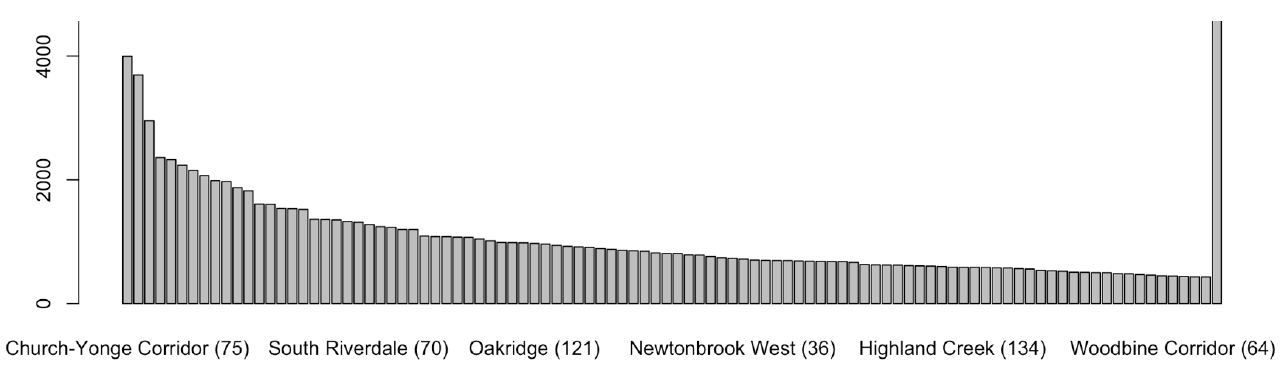 4000
2000
0
Church-Yonge Corridor (75) South Riverdale (70) Oakridge (121) Newtonbrook West (36) Highland Creek (134) Woodbine Corridor (64)